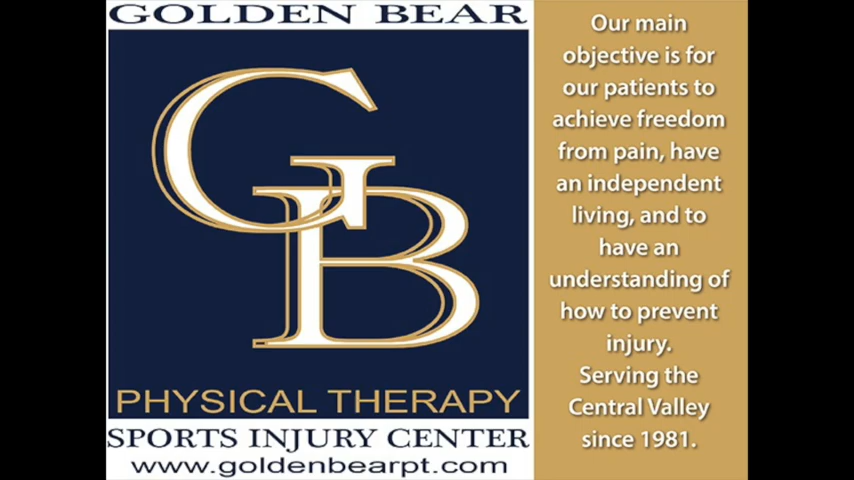 GOLDEN BEAR
GB
PHYSICAL THERAPY
SPORTS INJURY CENTER
www.goldenbearpt.com
Our main
objective is for
our patients to
achieve freedom
from pain, have
an independent
living, and to
have an
understanding of
how to prevent
injury.
Serving the
Central Valley
since 1981.